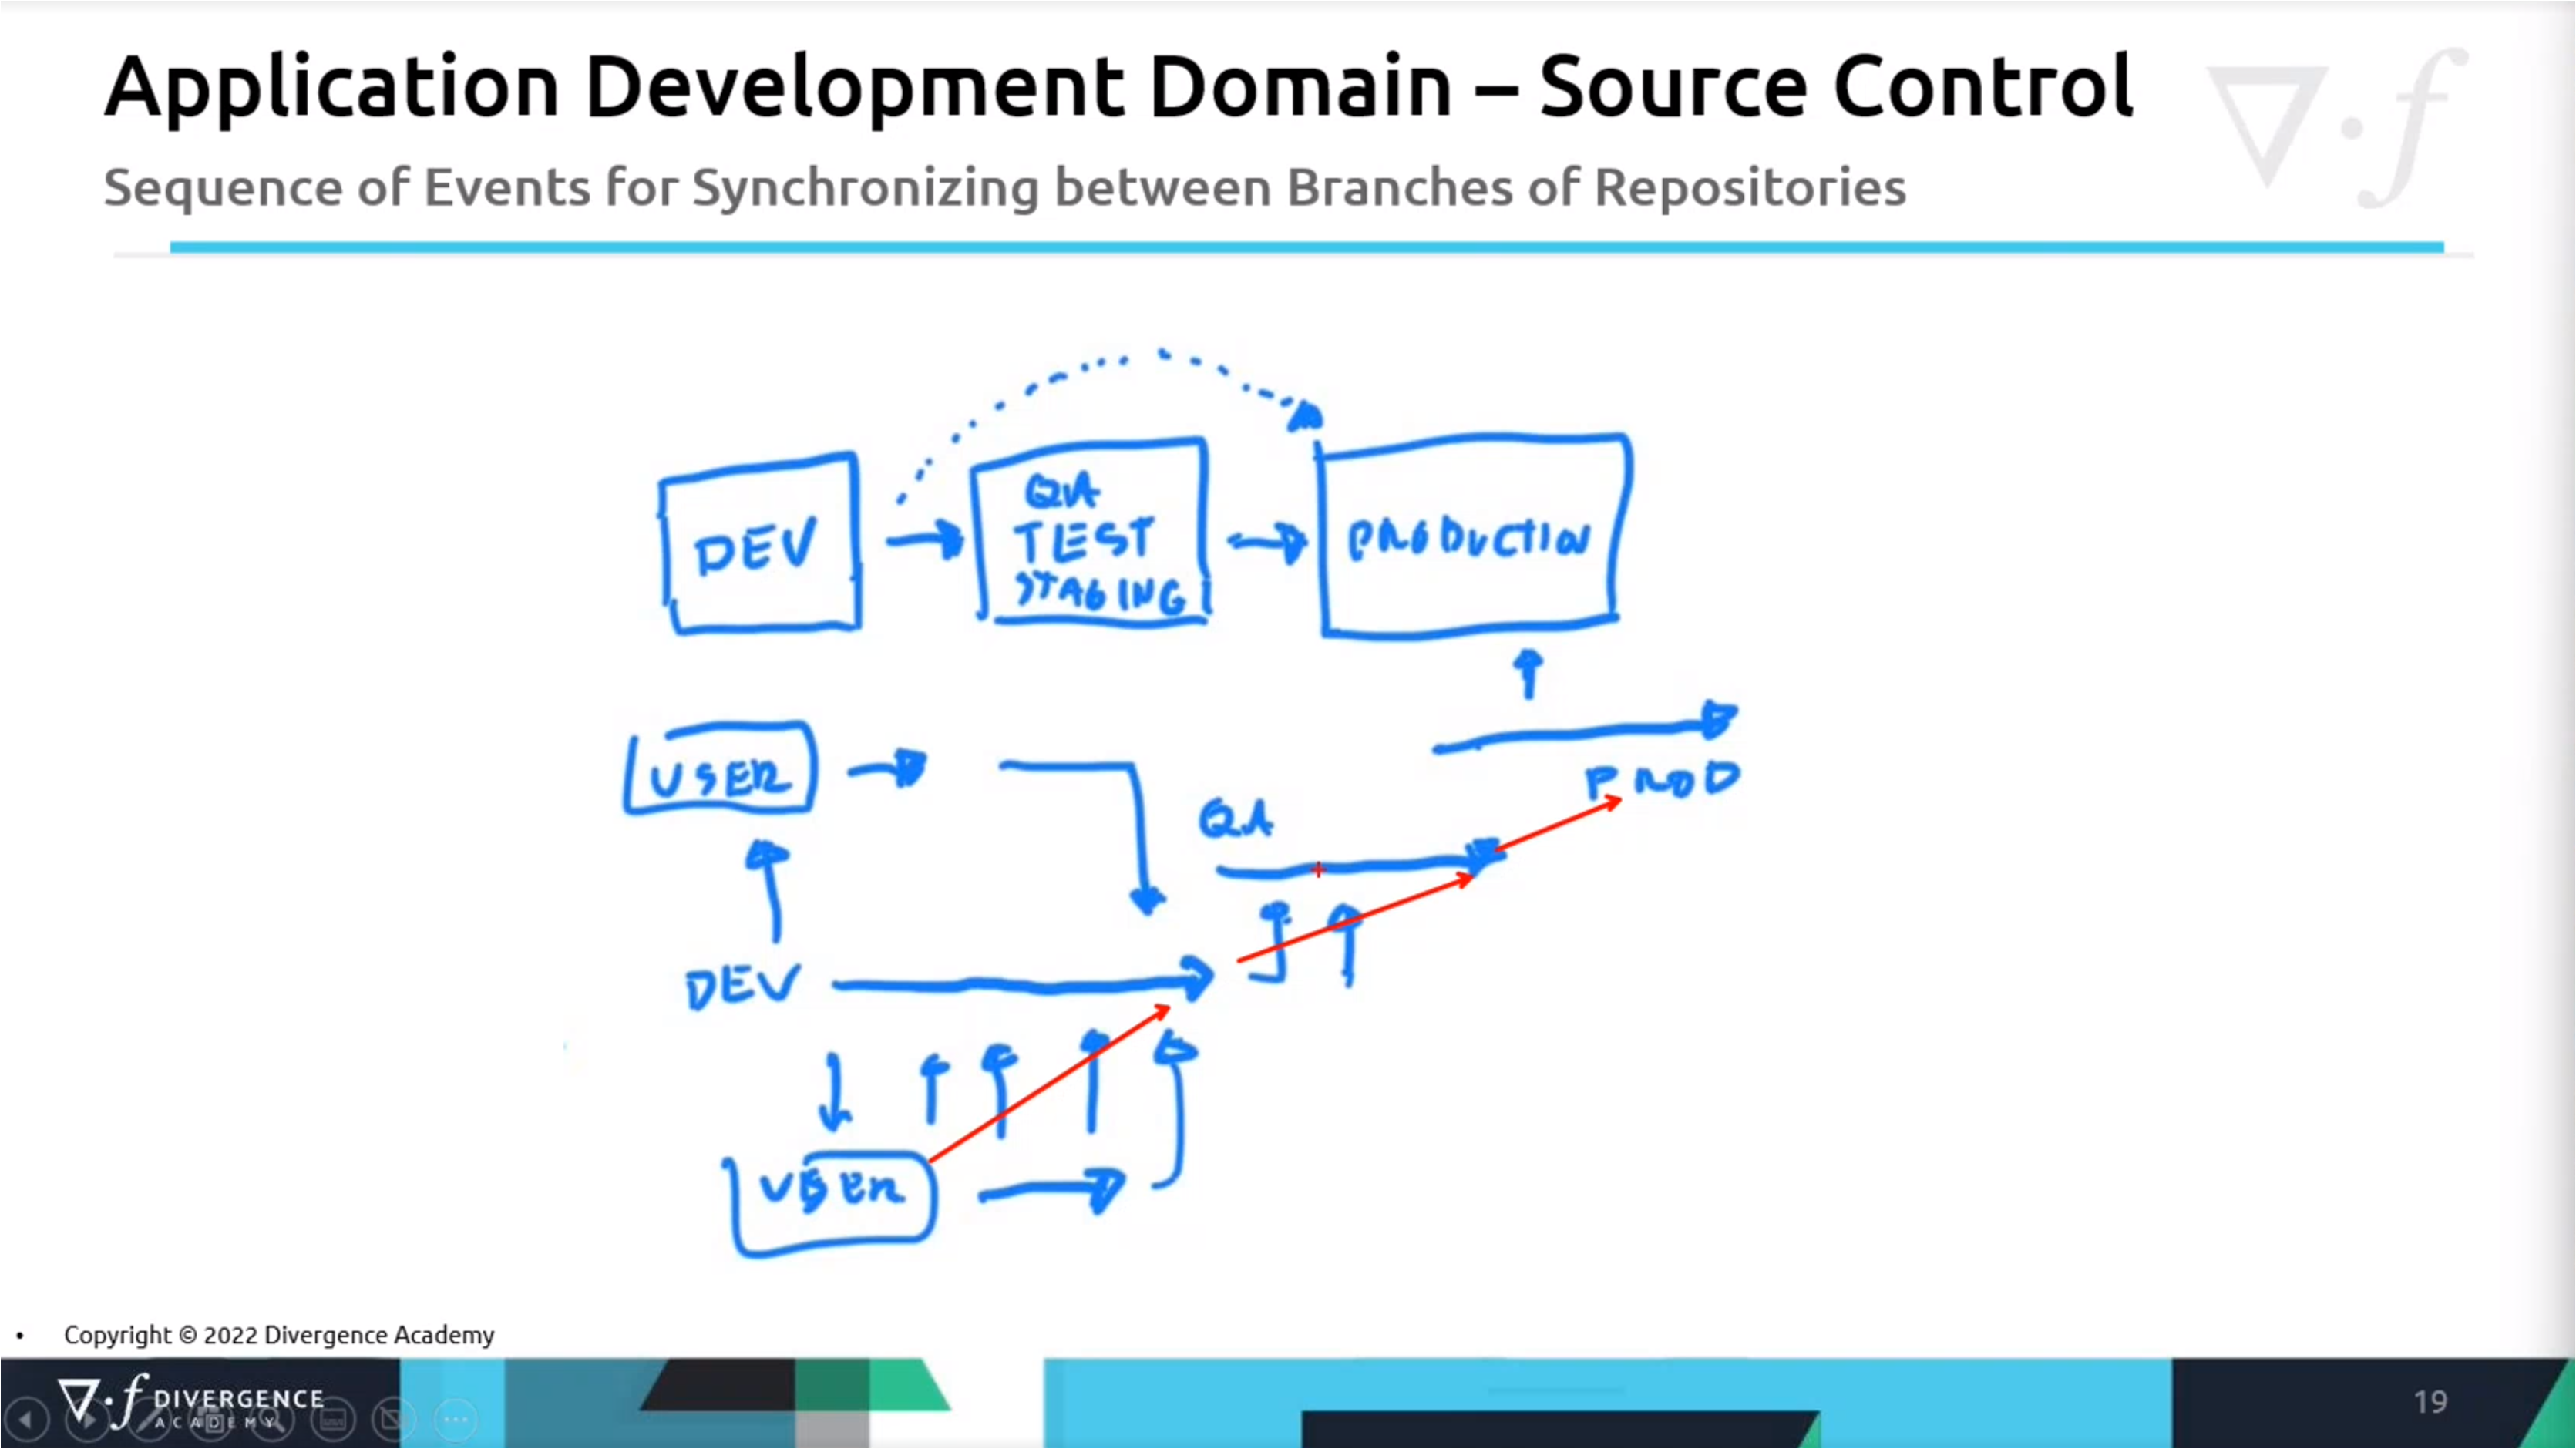 Application Development Domain – Source Control
Sequence of Events for Synchronizing between Branches of Repositories
DEV
QA
TEST
STAGING
PRODUCTION
USER
QA
PROD
DEV
USER
• Copyright © 2022 Divergence Academy
∇·f DIVERGENCE
ACADEMY
19